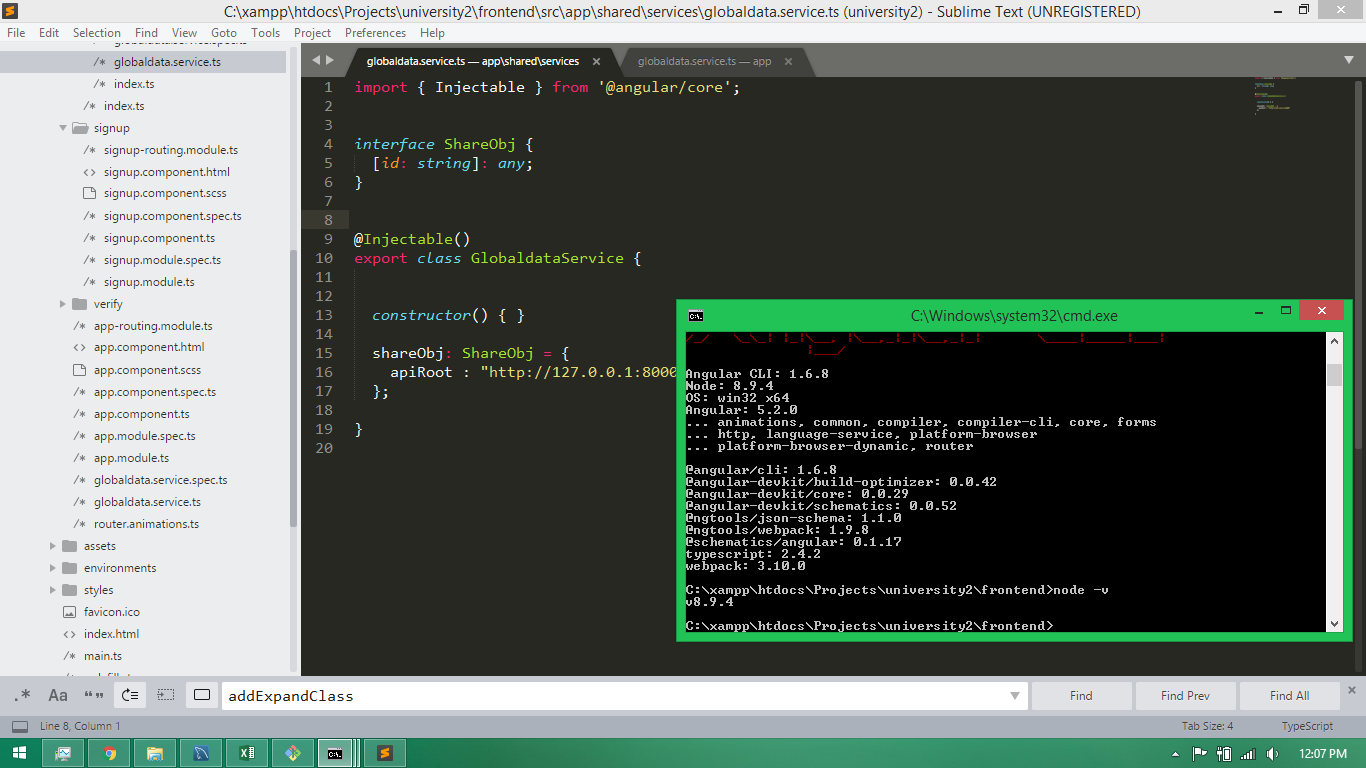 C:\xampp\htdocs\Projects\university2\frontend\src\app\shared\services\globaldata.service.ts (university2) - Sublime Text (UNREGISTERED)
File Edit Selection Find View Goto Tools Project Preferences Help
globaldata.service.ts
index.ts
index.ts
signup
signup-routing.module.ts
signup.component.html
signup.component.scss
signup.component.spec.ts
signup.component.ts
signup.module.spec.ts
signup.module.ts
verify
app-routing.module.ts
app.component.html
app.component.scss
app.component.spec.ts
app.component.ts
app.module.spec.ts
app.module.ts
globaldata.service.spec.ts
globaldata.service.ts
router.animations.ts
assets
environments
styles
favicon.ico
index.html
main.ts
globaldata.service.ts — app\shared\services
globaldata.service.ts — app
1 import { Injectable } from '@angular/core';
2
3
4 interface ShareObj {
5 [id: string]: any;
6 }
7
8
9 @Injectable()
10 export class GlobaldataService {
11
12
13 constructor() { }
14
15 shareObj: ShareObj = {
16 apiRoot : "http://127.0.0.1:8000
17 };
18
19 }
20
C:\Windows\system32\cmd.exe
Angular CLI: 1.6.8
Node: 8.9.4
OS: win32 x64
Angular: 5.2.0
... animations, common, compiler, compiler-cli, core, forms
... http, language-service, platform-browser
... platform-browser-dynamic, router
@angular/cli: 1.6.8
@angular-devkit/build-optimizer: 0.0.42
@angular-devkit/core: 0.0.29
@angular-devkit/schematics: 0.0.52
@ngtools/json-schema: 1.1.0
@ngtools/webpack: 1.9.8
@schematics/angular: 0.1.17
typescript: 2.4.2
webpack: 3.10.0
C:\xampp\htdocs\Projects\university2\frontend>node -v
v8.9.4
C:\xampp\htdocs\Projects\university2\frontend>
.* Aa “” addExpandClass Find Find Prev Find All
Line 8, Column 1 Tab Size: 4 TypeScript
12:07 PM